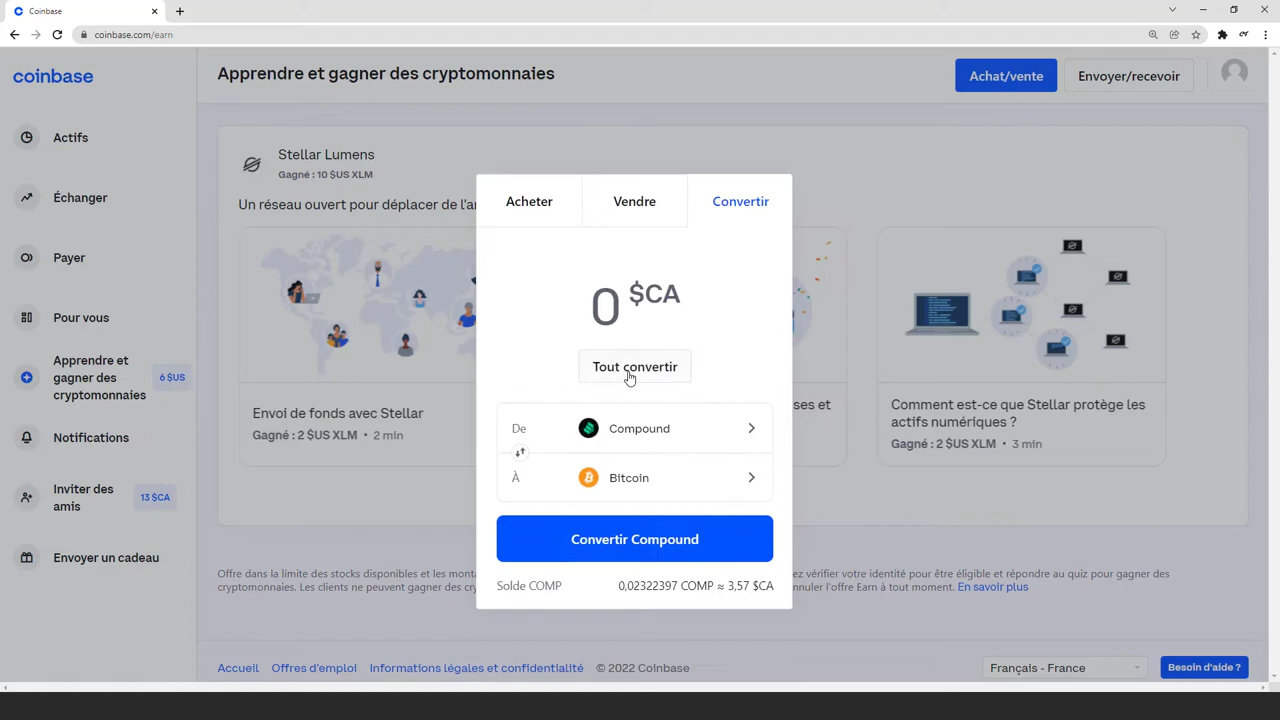 Coinbase
coinbase.com/earn
coinbase
Apprendre et gagner des cryptomonnaies
Achat/vente
Envoyer/recevoir
Actifs
Échanger
Payer
Pour vous
Apprendre et
gagner des
cryptomonnaies
6 $US
Notifications
Inviter des
amis
13 $CA
Envoyer un cadeau
Stellar Lumens
Gagné : 10 $US XLM
Un réseau ouvert pour déplacer de l'ar
Envoi de fonds avec Stellar
Gagné : 2 $US XLM • 2 min
ses et
Comment est-ce que Stellar protège les
actifs numériques ?
Gagné : 2 $US XLM • 3 min
Acheter
Vendre
Convertir
0 $CA
Tout convertir
De
Compound
À
Bitcoin
Convertir Compound
Solde COMP
0,02322397 COMP ≈ 3,57 $CA
Offre dans la limite des stocks disponibles et les mont
ez vérifier votre identité pour être éligible et répondre au quiz pour gagner des
cryptomonnaies. Les clients ne peuvent gagner des cr
annuler l'offre Earn à tout moment. En savoir plus
Accueil
Offres d'emploi
Informations légales et confidentialité
© 2022 Coinbase
Français - France
Besoin d'aide ?